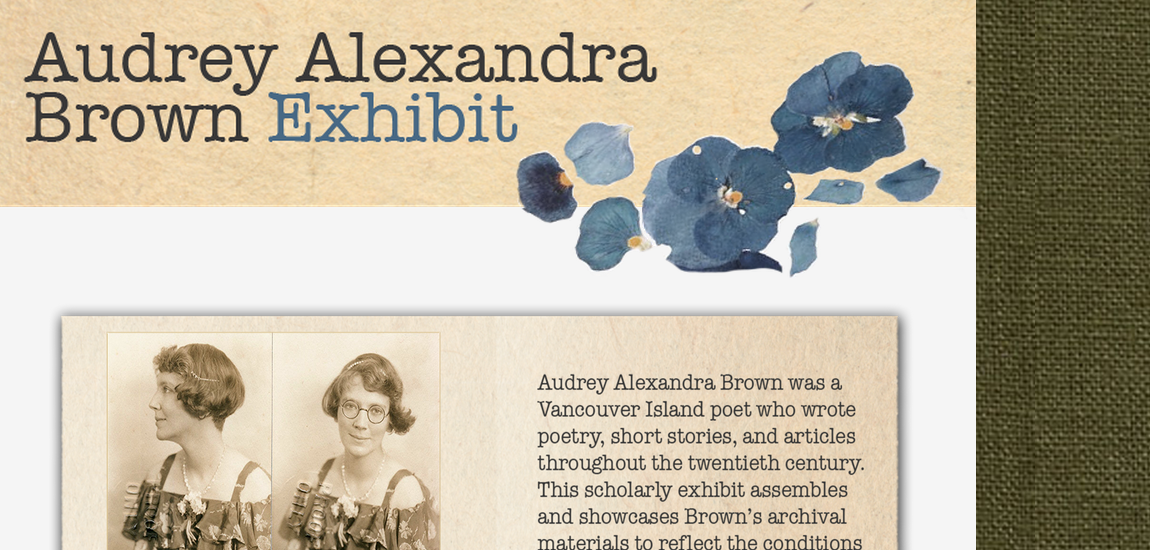 Audrey Alexandra
Brown Exhibit
Audrey Alexandra Brown was a
Vancouver Island poet who wrote
poetry, short stories, and articles
throughout the twentieth century.
This scholarly exhibit assembles
and showcases Brown’s archival
materials to reflect the conditions